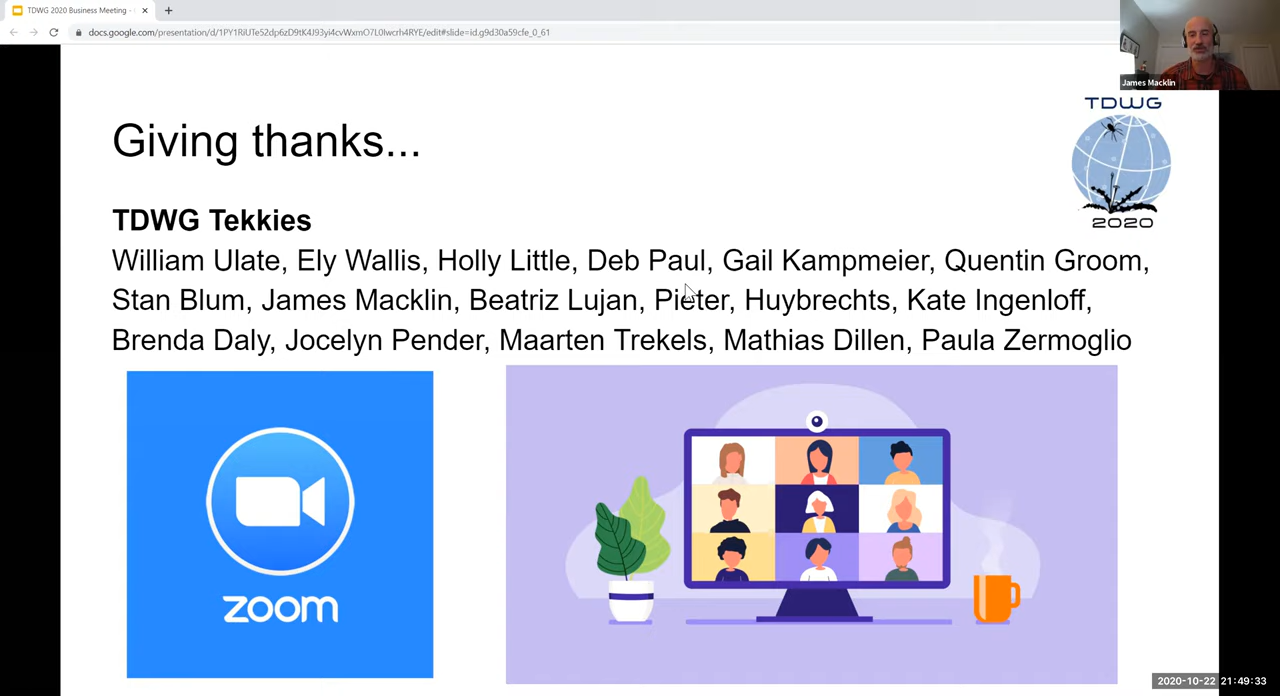 TDWG 2020 Business Meeting -
docs.google.com/presentation/d/1PY1RiUTe52dp6zD9tK4J93yi4cvWxmO7L0lwcrh4RYE/edit#slide=id.g9d30a59cfe_0_61
James Macklin
TDWG
2020
Giving thanks...
TDWG Tekkies
William Ulate, Ely Wallis, Holly Little, Deb Paul, Gail Kampmeier, Quentin Groom,
Stan Blum, James Macklin, Beatriz Lujan, Pieter, Huybrechts, Kate Ingenloff,
Brenda Daly, Jocelyn Pender, Maarten Trekels, Mathias Dillen, Paula Zermoglio
zoom
2020-10-22 21:49:33